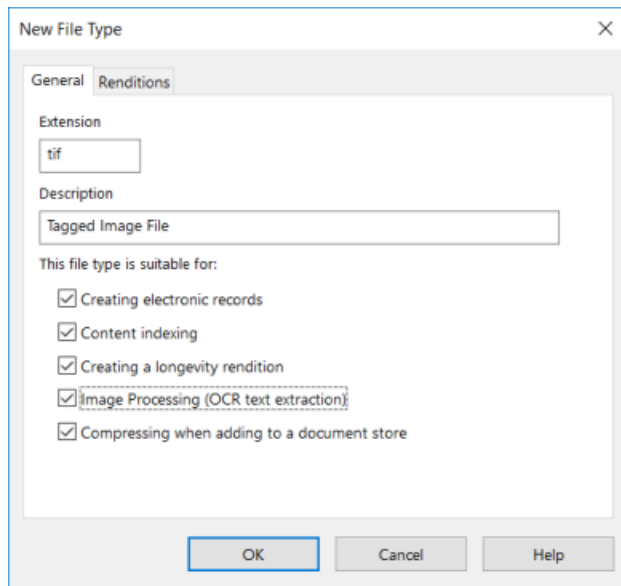 New File Type
General Renditions
Extension
tif
Description
Tagged Image File
This file type is suitable for:
Creating electronic records
Content indexing
Creating a longevity rendition
Image Processing (OCR text extraction)
Compressing when adding to a document store
OK Cancel Help